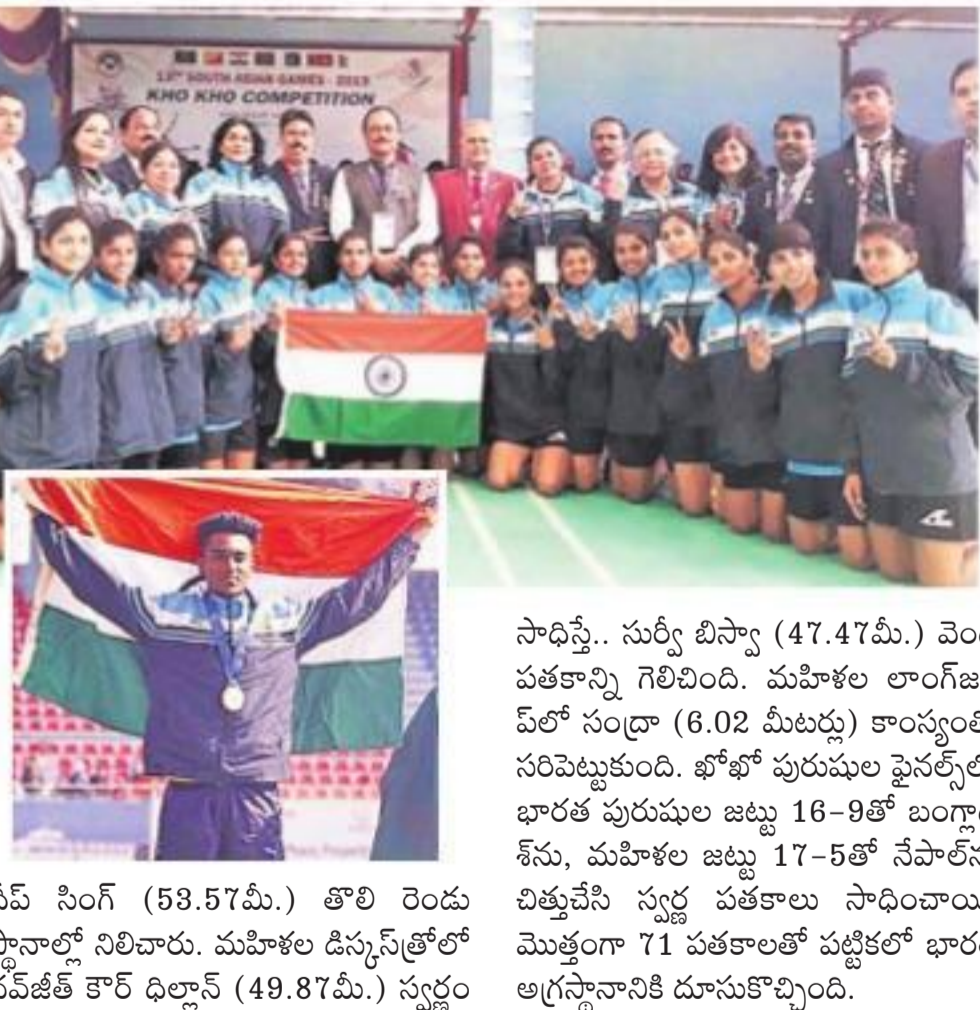 13TH SOUTH ASIAN GAMES - 2019
KHO KHO COMPETITION
సింగ్ (53.57మీ.) తొలి రెండు
స్థానాల్లో నిలిచారు. మహిళల డిస్కస్‌త్రోలో
నవ్‌జీత్ కౌర్ ధిల్లాన్ (49.87మీ.) స్వర్ణం
సాధిస్తే.. సుర్వీ బిస్వా (47.47మీ.)
పతకాన్ని గెలిచింది. మహిళల లాంగ్‌జ
ప్‌లో సంద్రా (6.02 మీటర్లు) కాంస్యంతో
సరిపెట్టుకుంది. ఖోఖో పురుషుల ఫైనల్స్‌లో
భారత పురుషుల జట్టు 16-9తో బంగ్లాదే
శ్‌ను, మహిళల జట్టు 17-5తో నేపాల్‌ను
చిత్తుచేసి స్వర్ణ పతకాలు సాధించాయి
మొత్తంగా 71 పతకాలతో పట్టికలో భారత
అగ్రస్థానానికి దూసుకొచ్చింది.